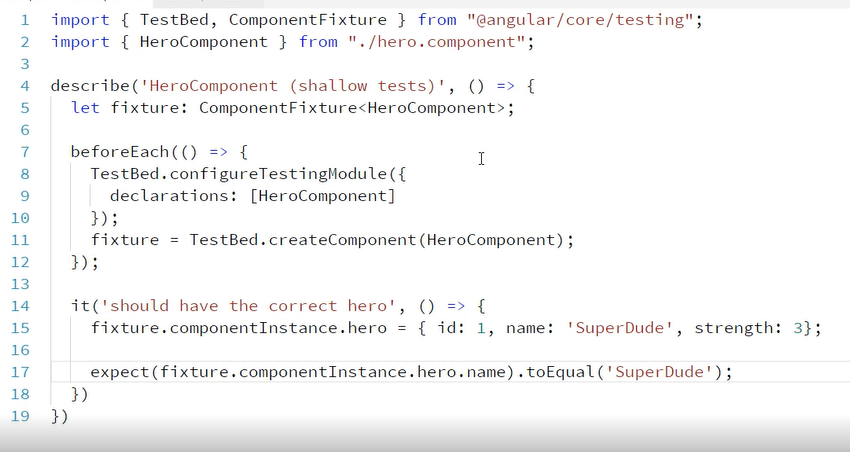 1 import { TestBed, ComponentFixture } from "@angular/core/testing";
2 import { HeroComponent } from "./hero.component";
3
4 describe('HeroComponent (shallow tests)', () => {
5   let fixture: ComponentFixture<HeroComponent>;
6
7   beforeEach(() => {
8     TestBed.configureTestingModule({
9       declarations: [HeroComponent]
10     });
11     fixture = TestBed.createComponent(HeroComponent);
12   });
13
14   it('should have the correct hero', () => {
15     fixture.componentInstance.hero = { id: 1, name: 'SuperDude', strength: 3};
16
17     expect(fixture.componentInstance.hero.name).toEqual('SuperDude');
18   })
19 })